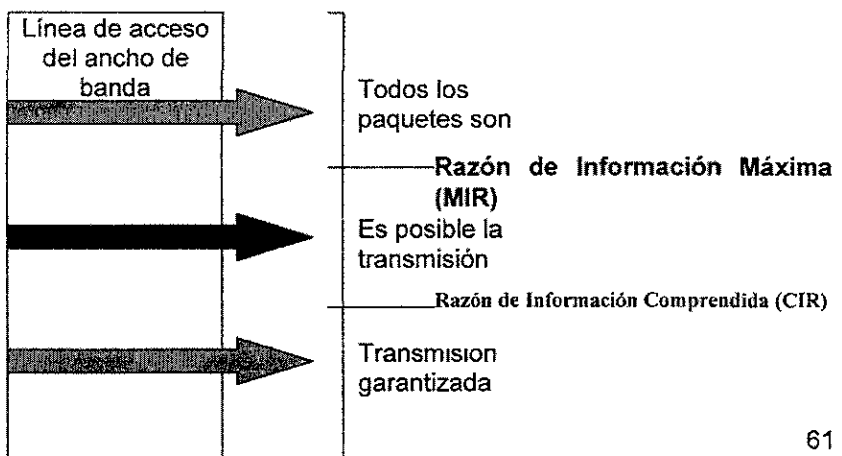 Línea de acceso
del ancho de
banda
Todos los
paquetes son
Razón de Información Máxima
(MIR)
Es posible la
transmisión
Razón de Información Comprendida (CIR)
Transmision
garantizada
61